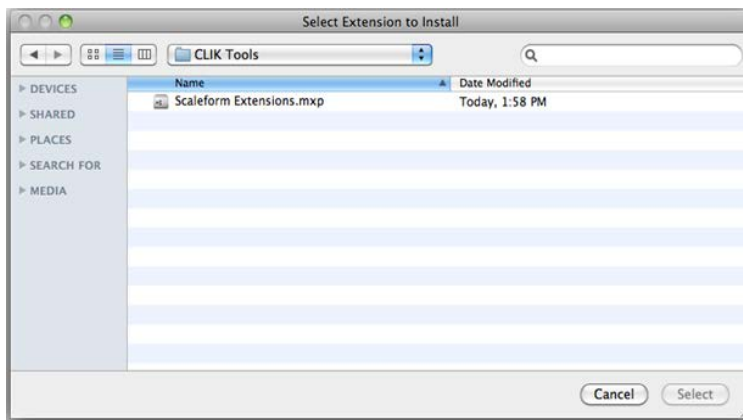 Select Extension to Install
CLIK Tools
Name Date Modified
DEVICES
Scaleform Extensions.mxp Today, 1:58 PM
SHARED
PLACES
SEARCH FOR
MEDIA
Cancel Select